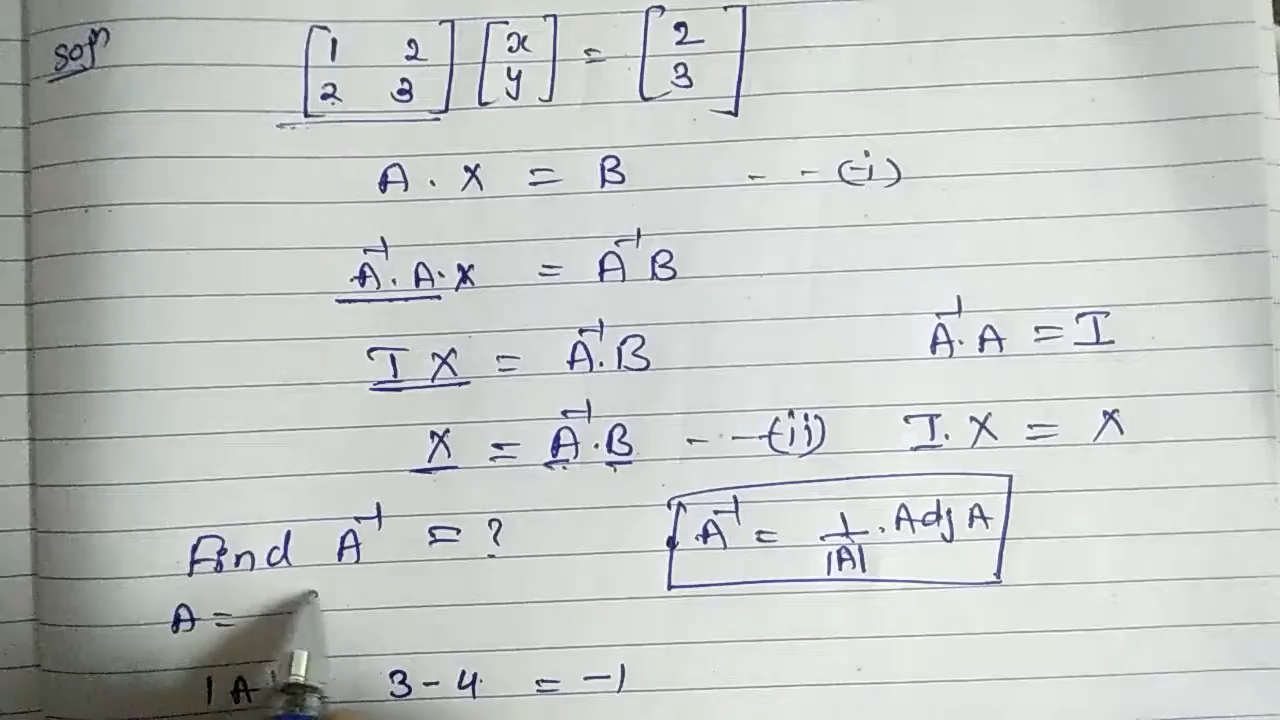 Solⁿ
[1 2; 2 3] [x; y] = [2; 3]
A . X = B - - (i)
A⁻¹. A. X = A⁻¹ B
I X = A⁻¹. B A⁻¹. A = I
X = A⁻¹. B - - (ii) I. X = X
Find A⁻¹ = ? A⁻¹ = 1/|A| . Adj A
A =
|A 3 - 4 = -1